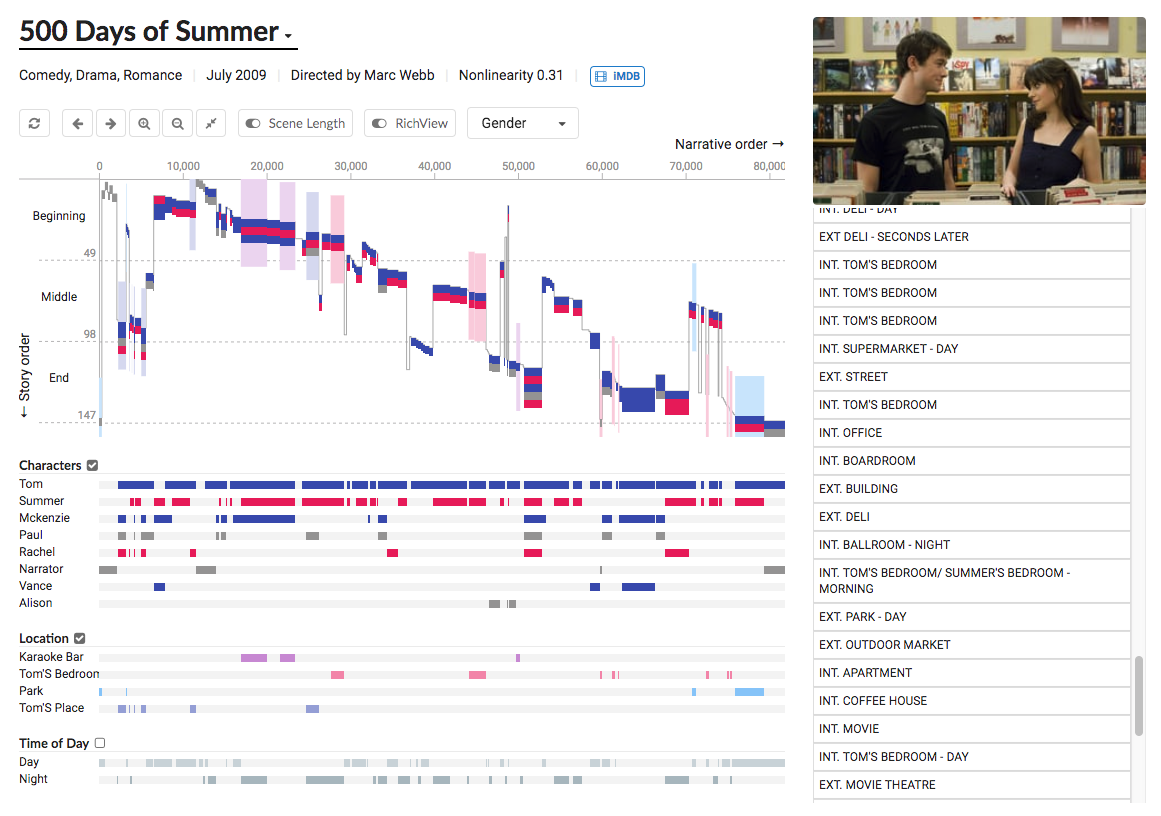 500 Days of Summer
Comedy, Drama, Romance July 2009 Directed by Marc Webb Nonlinearity 0.31 iMDB
Scene Length RichView Gender
Narrative order →
0 10,000 20,000 30,000 40,000 50,000 60,000 70,000 80,000
Beginning
49
Middle
98
End
147
← Story order
Characters
Tom
Summer
Mckenzie
Paul
Rachel
Narrator
Vance
Alison
Location
Karaoke Bar
Tom'S Bedroom
Park
Tom'S Place
Time of Day
Day
Night
INT. DELI - DAY
EXT DELI - SECONDS LATER
INT. TOM'S BEDROOM
INT. TOM'S BEDROOM
INT. TOM'S BEDROOM
INT. SUPERMARKET - DAY
EXT. STREET
INT. TOM'S BEDROOM
INT. OFFICE
INT. BOARDROOM
EXT. BUILDING
EXT. DELI
INT. BALLROOM - NIGHT
INT. TOM'S BEDROOM/ SUMMER'S BEDROOM -
MORNING
EXT. PARK - DAY
EXT. OUTDOOR MARKET
INT. APARTMENT
INT. COFFEE HOUSE
INT. MOVIE
INT. TOM'S BEDROOM - DAY
EXT. MOVIE THEATRE